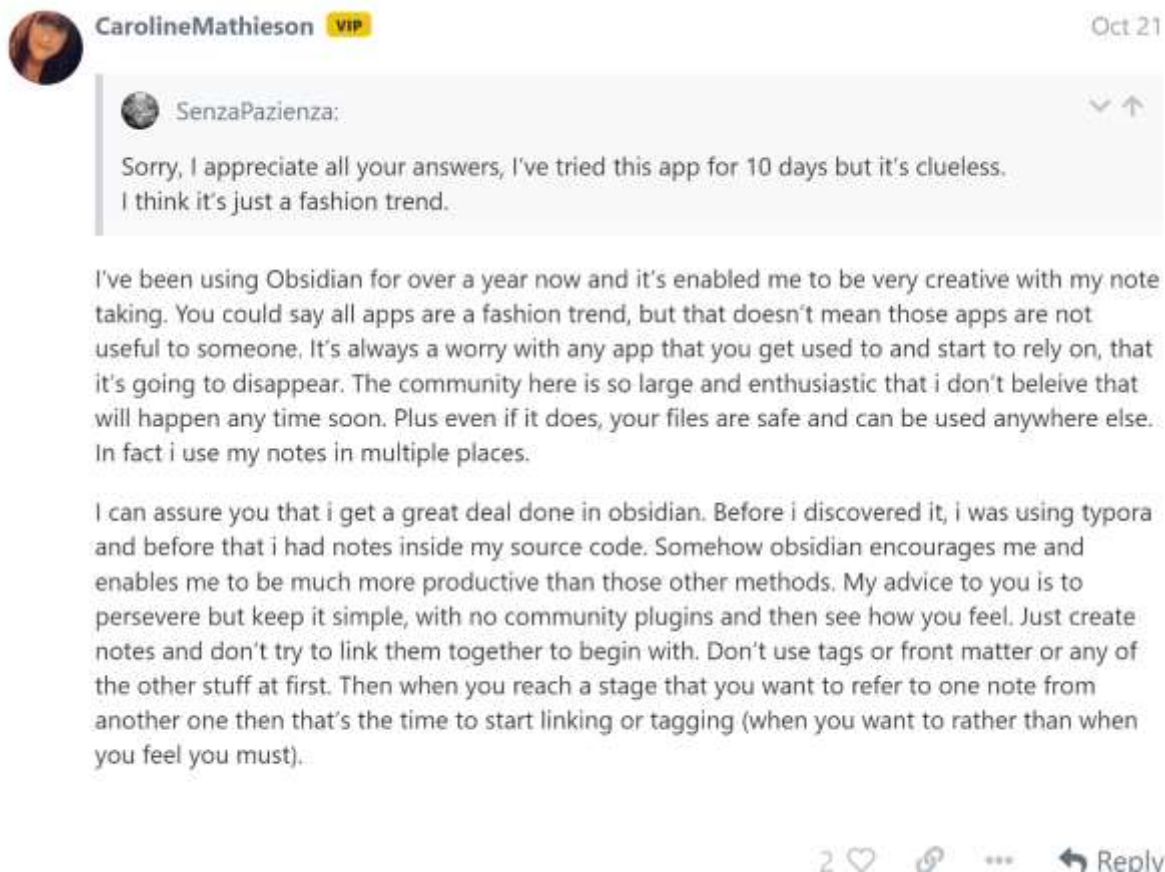 CarolineMathieson VIP Oct 21
SenzaPazienza:
Sorry, I appreciate all your answers, I've tried this app for 10 days but it's clueless.
I think it's just a fashion trend.
I've been using Obsidian for over a year now and it's enabled me to be very creative with my note
taking. You could say all apps are a fashion trend, but that doesn't mean those apps are not
useful to someone. It's always a worry with any app that you get used to and start to rely on, that
it's going to disappear. The community here is so large and enthusiastic that i don't beleive that
will happen any time soon. Plus even if it does, your files are safe and can be used anywhere else.
In fact i use my notes in multiple places.
I can assure you that i get a great deal done in obsidian. Before i discovered it, i was using typora
and before that i had notes inside my source code. Somehow obsidian encourages me and
enables me to be much more productive than those other methods. My advice to you is to
persevere but keep it simple, with no community plugins and then see how you feel. Just create
notes and don't try to link them together to begin with. Don't use tags or front matter or any of
the other stuff at first. Then when you reach a stage that you want to refer to one note from
another one then that's the time to start linking or tagging (when you want to rather than when
you feel you must).
2 Reply